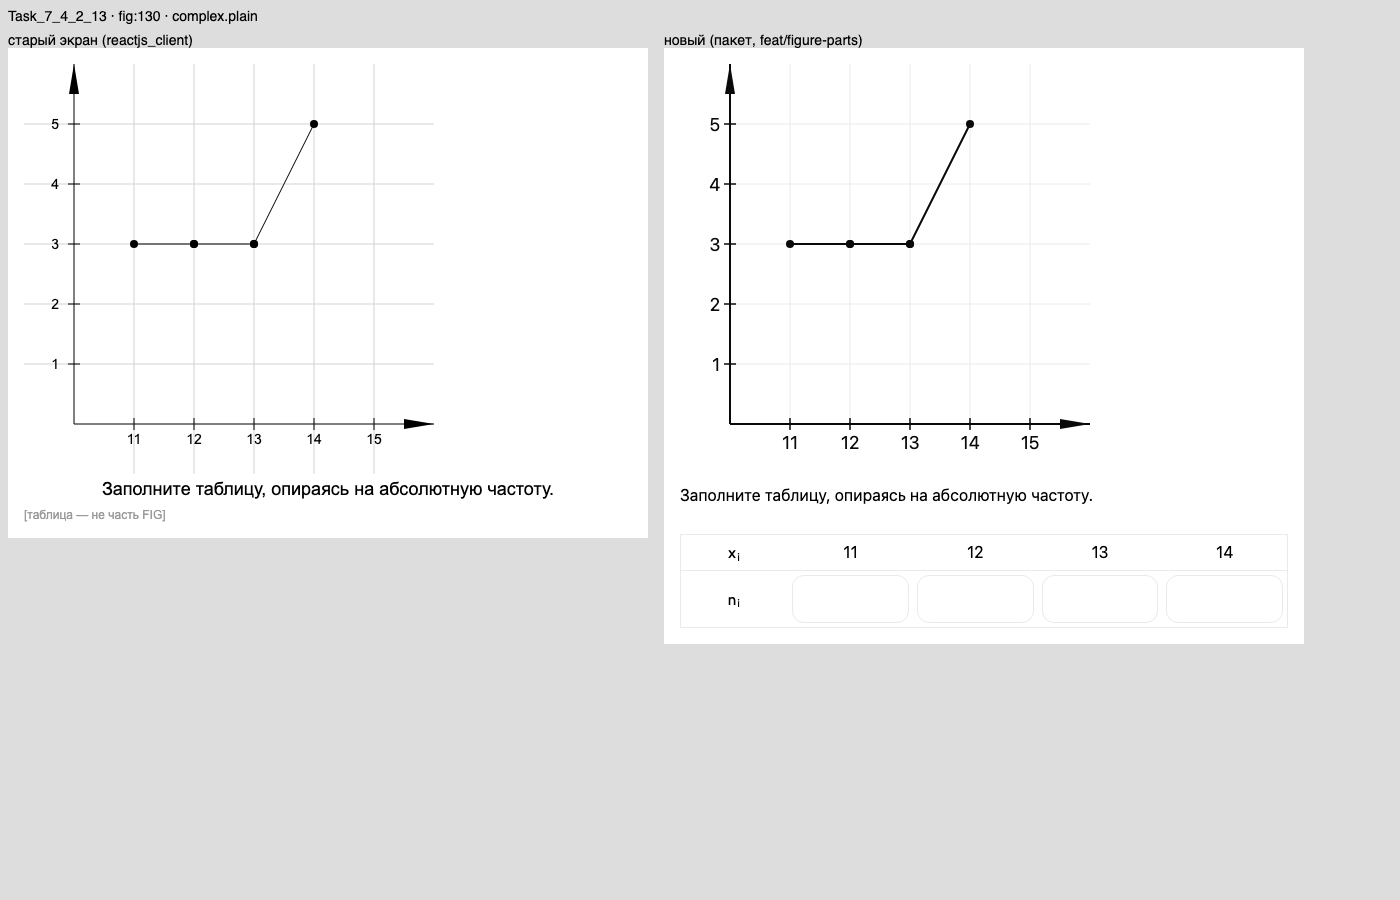 Task_7_4_2_13 · fig:130 · complex.plain
старый экран (reactjs_client)
5
4
3
2
1
11 12 13 14 15
Заполните таблицу, опираясь на абсолютную частоту.
[таблица — не часть FIG]
новый (пакет, feat/figure-parts)
5
4
3
2
1
11 12 13 14 15
Заполните таблицу, опираясь на абсолютную частоту.
xi 11 12 13 14
ni